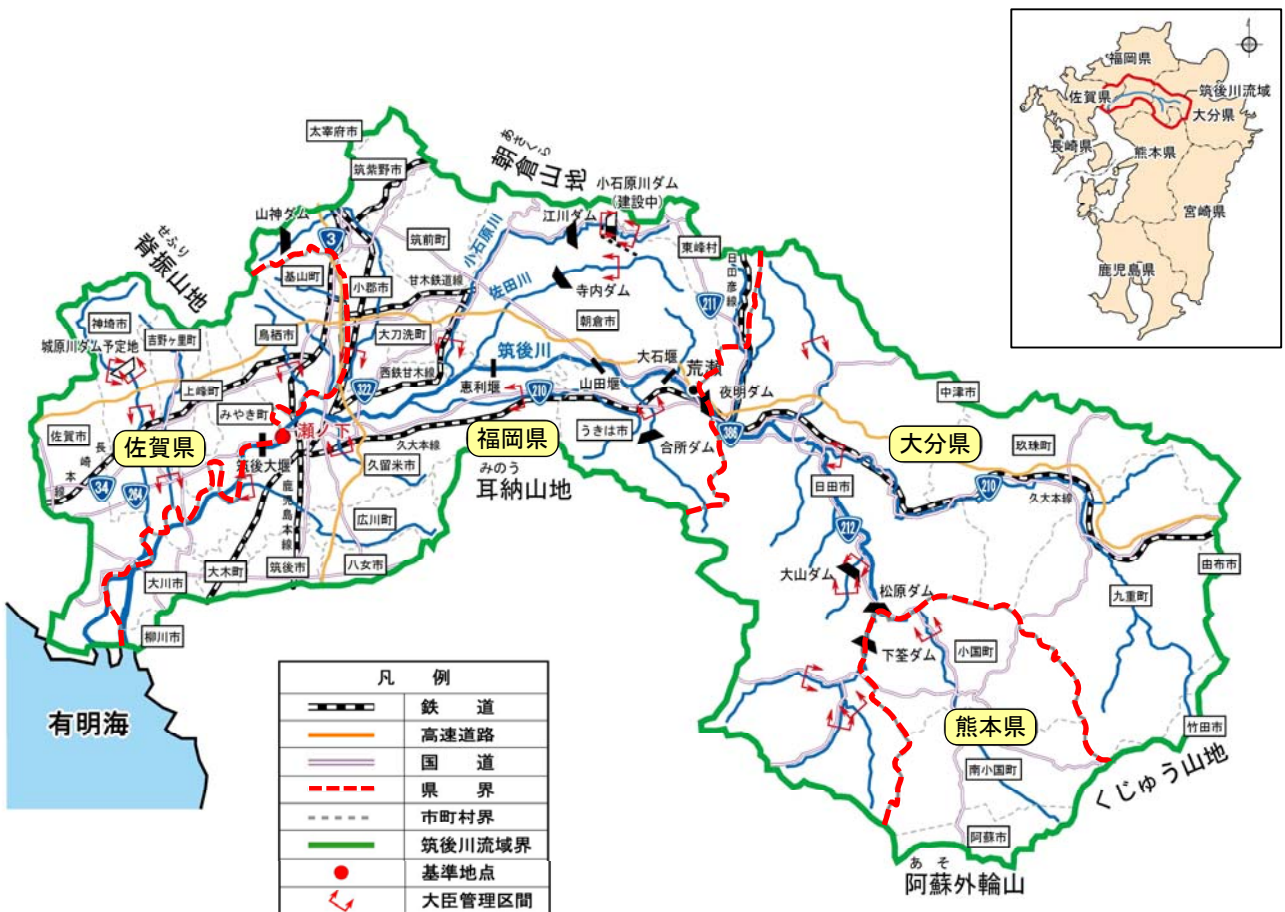 福岡県
佐賀県
筑後川流域
大分県
長崎県
熊本県
宮崎県
鹿児島県
太宰府市
筑紫野市
あさくら
朝倉山地
小石原川ダム
(建設中)
江川ダム
山神ダム
せふり
脊振山地
3
筑前町
小石原川
東峰村
日田彦山線
基山町
小郡市
甘木鉄道線
佐田川
寺内ダム
211
神埼市
吉野ヶ里町
鳥栖市
大刀洗町
朝倉市
城原川ダム予定地
筑後川
大石堰
荒瀬
西鉄甘木線
恵利堰
山田堰
夜明ダム
中津市
上峰町
322
210
みやき町
うきは市
386
佐賀市
佐賀県
瀬ノ下
久大本線
福岡県
合所ダム
大分県
玖珠町
長崎本線
筑後大堰
久留米市
みのう
耳納山地
日田市
210
久大本線
34
264
鹿児島本線
広川町
212
大川市
大木町
筑後市
八女市
大山ダム
松原ダム
由布市
九重町
柳川市
下筌ダム
小国町
有明海
熊本県
竹田市
南小国町
くじゅう山地
阿蘇市
あそ
阿蘇外輪山
凡例
鉄道
高速道路
国道
県界
市町村界
筑後川流域界
基準地点
大臣管理区間